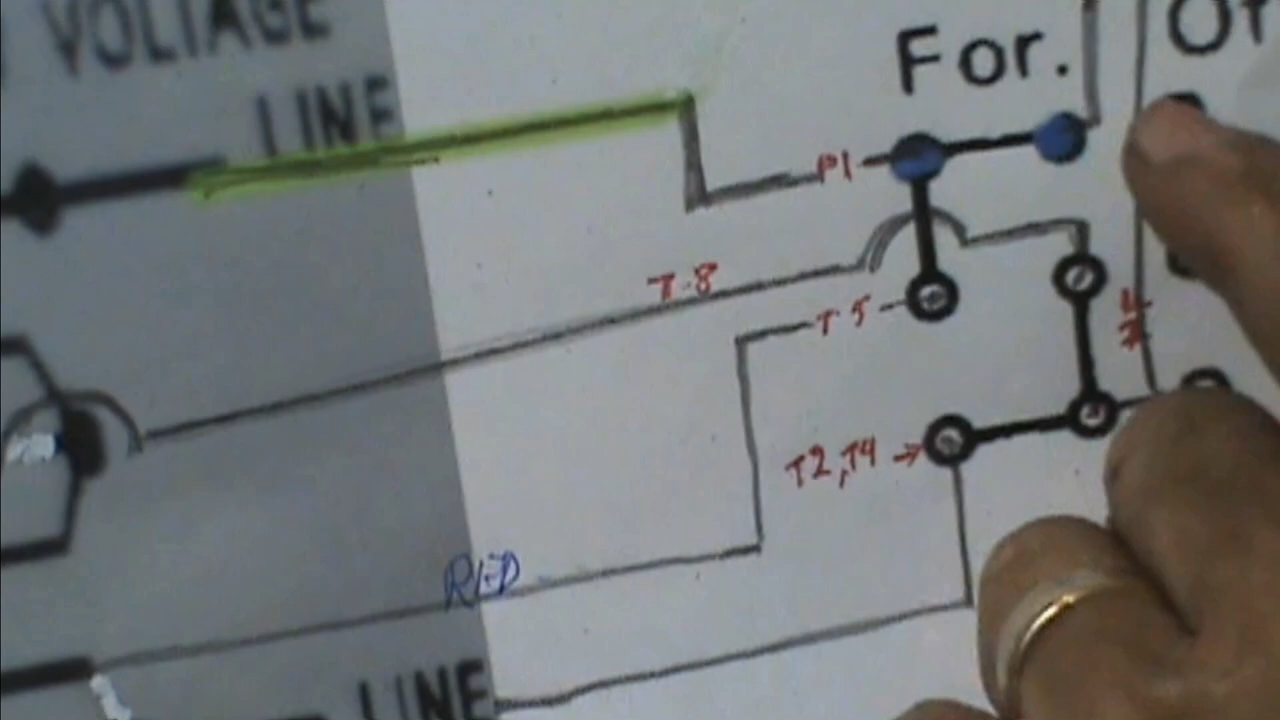 VOLTAGE
LINE
For.
Of
P1
T.8
T.5
T2,T4
RED
LINE